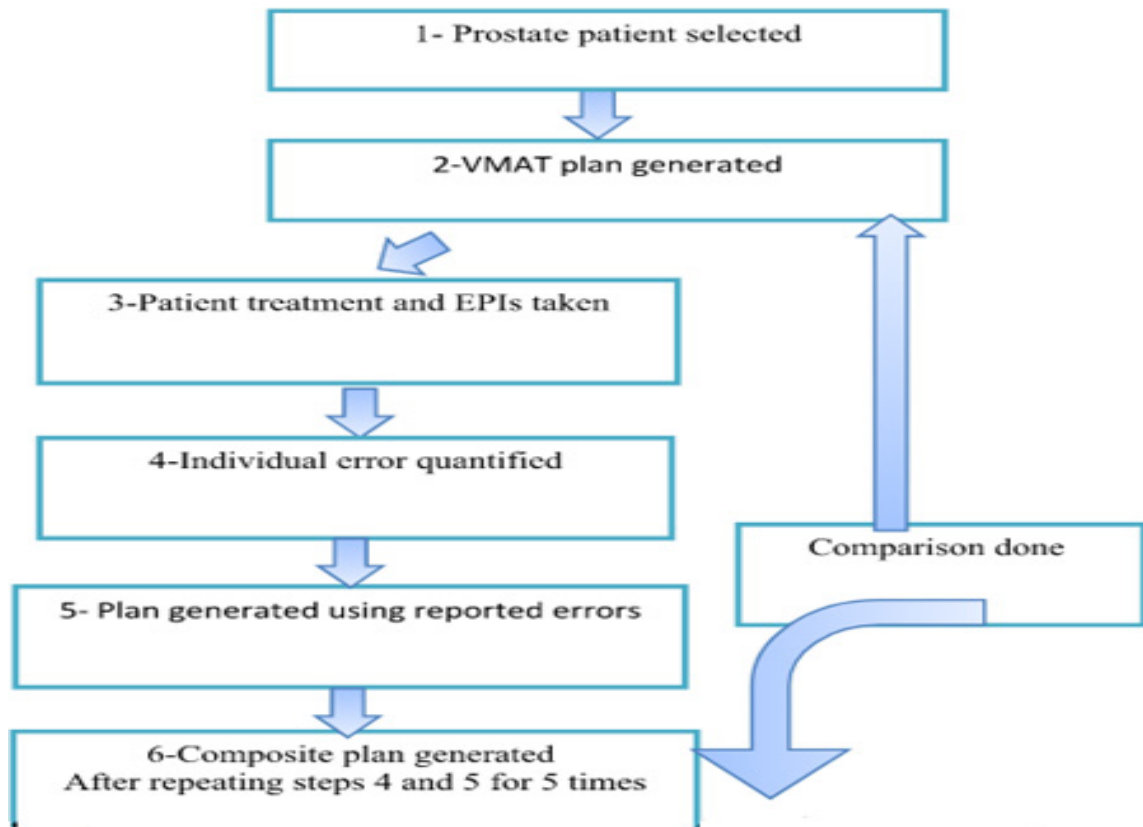 1- Prostate patient selected
2-VMAT plan generated
3-Patient treatment and EPIs taken
4-Individual error quantified
Comparison done
5- Plan generated using reported errors
6-Composite plan generated
After repeating steps 4 and 5 for 5 times